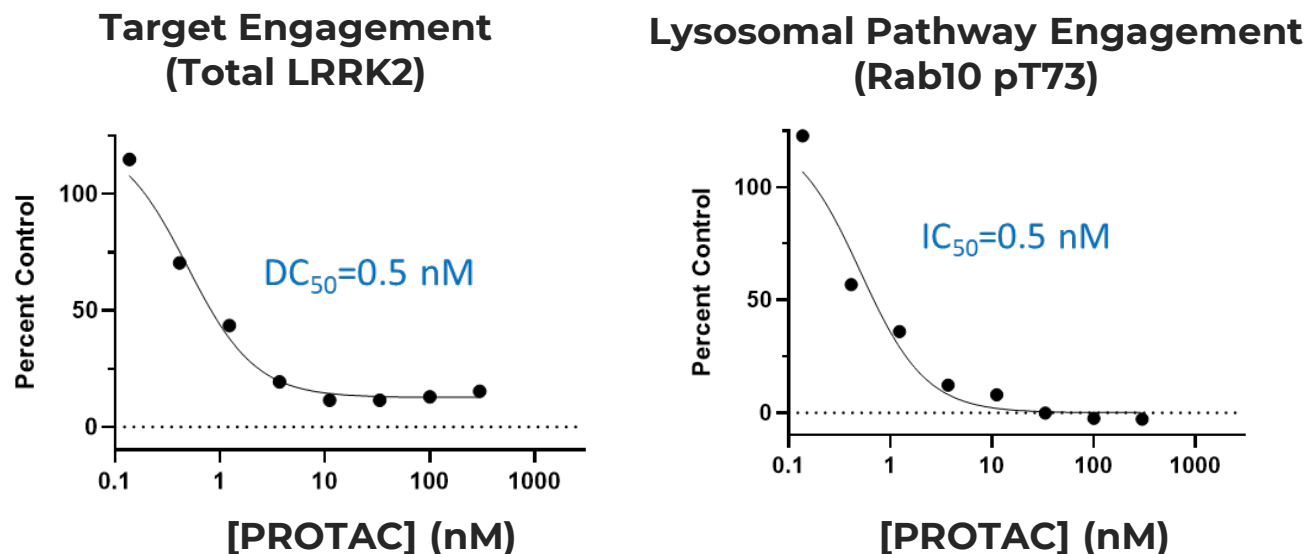 Target Engagement
(Total LRRK2)
Percent Control
100
50
0
DC50=0.5 nM
0.1 1 10 100 1000
[PROTAC] (nM)
Lysosomal Pathway Engagement
(Rab10 pT73)
Percent Control
100
50
0
IC50=0.5 nM
0.1 1 10 100 1000
[PROTAC] (nM)